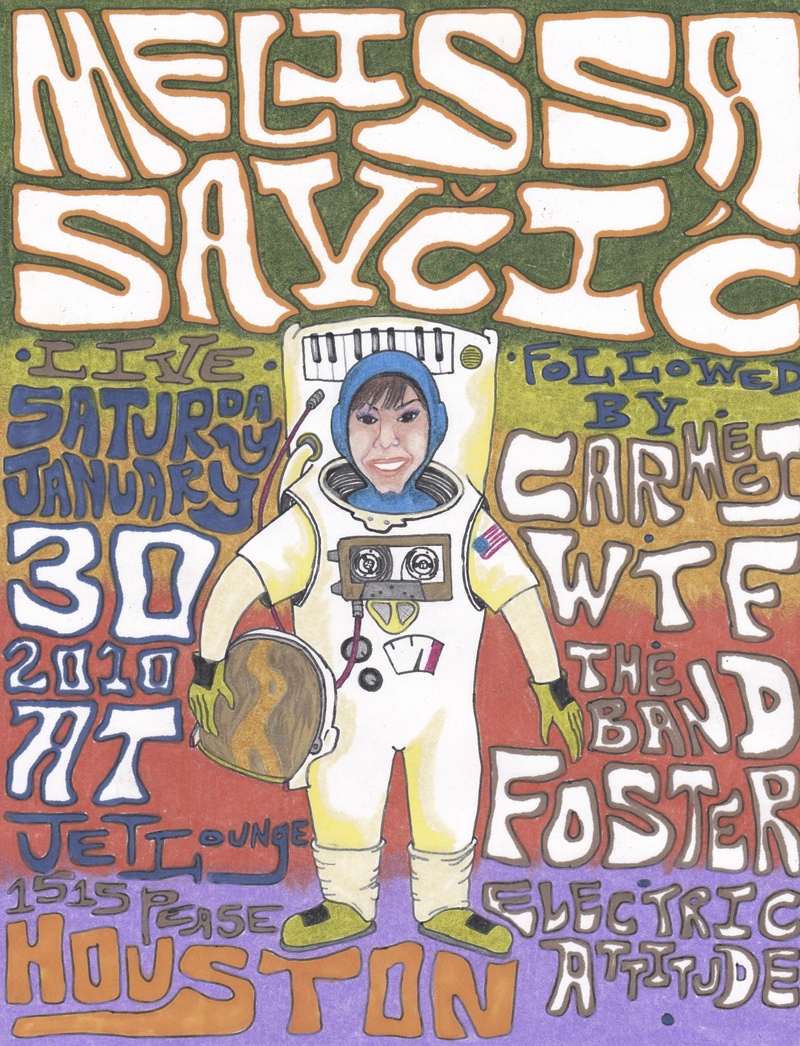 MELISSA
SAVČIĆ
• LIVE •
SATURDAY
JANUARY
30
2010
AT
JET LOUNGE
1515 PEASE
HOUSTON
• FOLLOWED
BY •
CARMEGI
•
WTF
•
THE
BAND
FOSTER
•
ELECTRIC
ATTITUDE
•